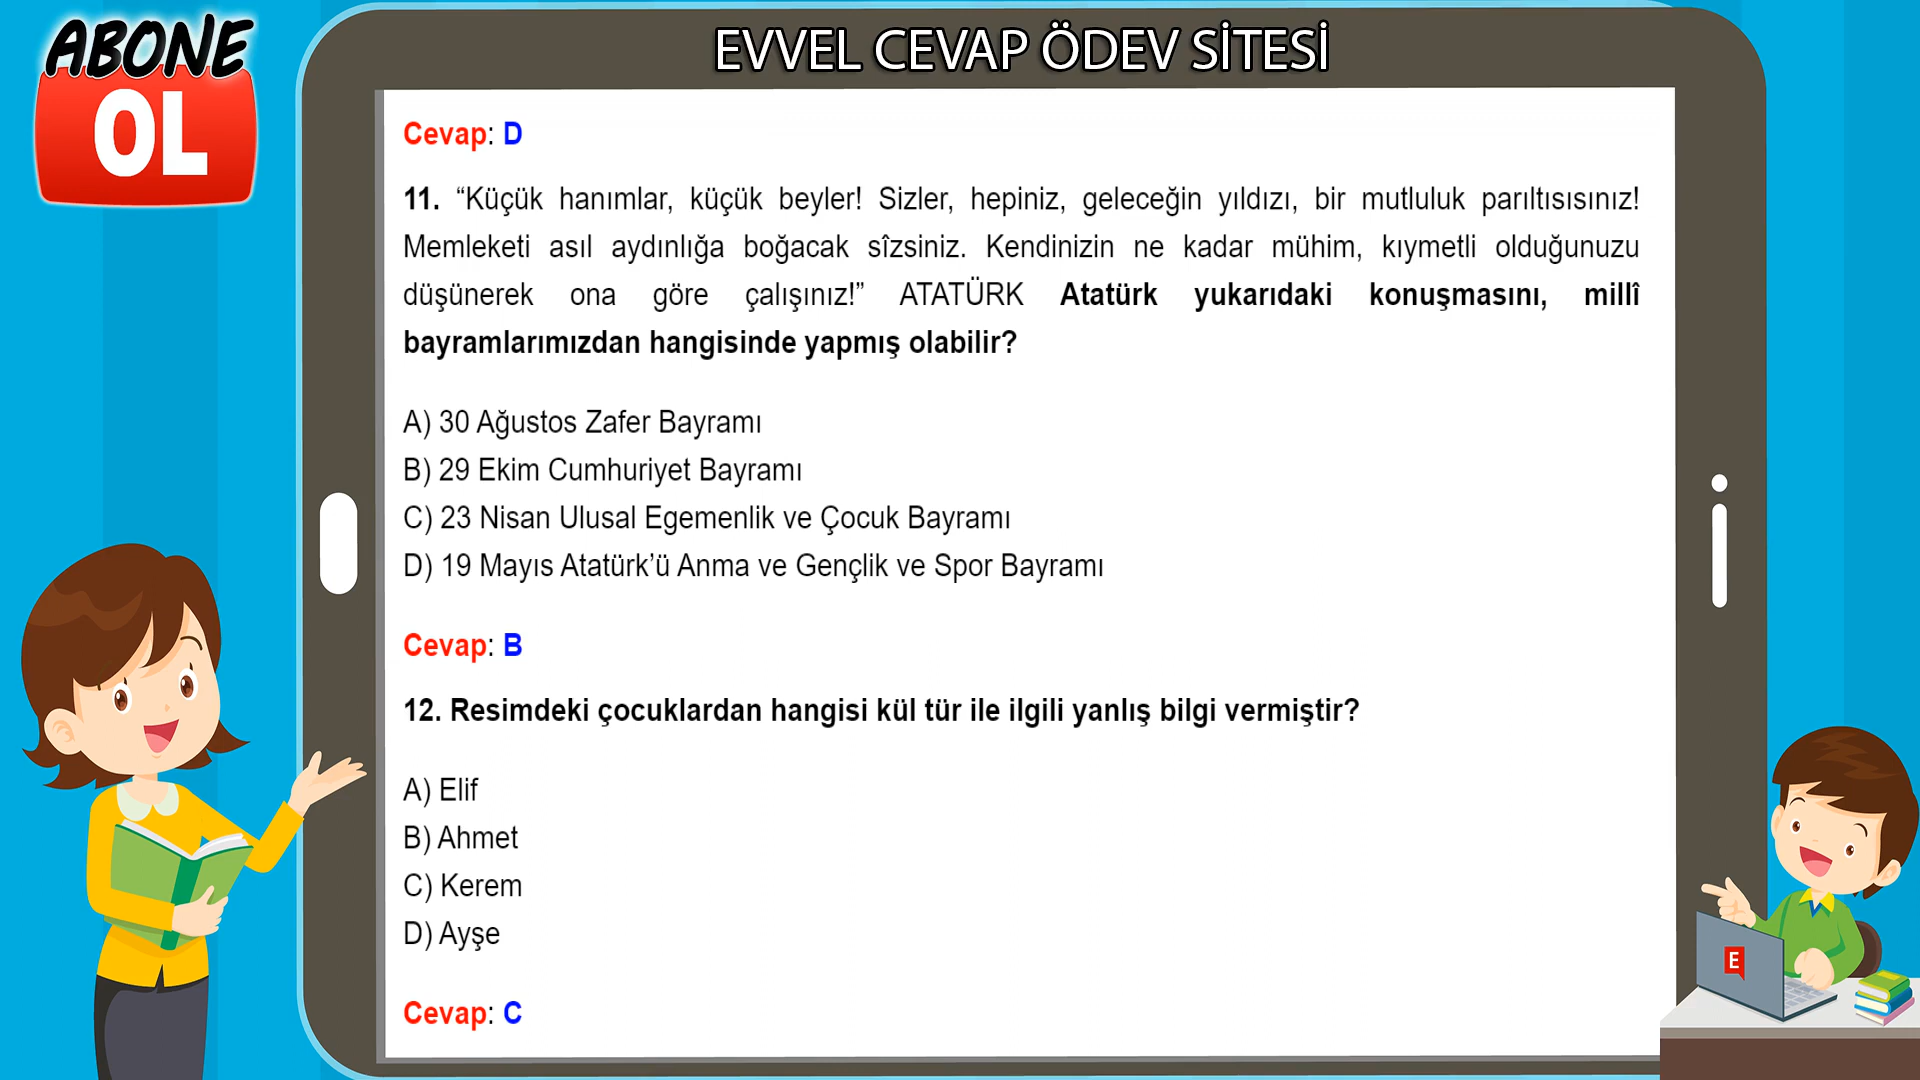 ABONE
OL
EVVEL CEVAP ÖDEV SİTESİ
Cevap: D
11. “Küçük hanımlar, küçük beyler! Sizler, hepiniz, geleceğin yıldızı, bir mutluluk parıltısısınız!
Memleketi asıl aydınlığa boğacak sîzsiniz. Kendinizin ne kadar mühim, kıymetli olduğunuzu
düşünerek ona göre çalışınız!” ATATÜRK Atatürk yukarıdaki konuşmasını, millî
bayramlarımızdan hangisinde yapmış olabilir?
A) 30 Ağustos Zafer Bayramı
B) 29 Ekim Cumhuriyet Bayramı
C) 23 Nisan Ulusal Egemenlik ve Çocuk Bayramı
D) 19 Mayıs Atatürk’ü Anma ve Gençlik ve Spor Bayramı
Cevap: B
12. Resimdeki çocuklardan hangisi kül tür ile ilgili yanlış bilgi vermiştir?
A) Elif
B) Ahmet
C) Kerem
D) Ayşe
Cevap: C
E